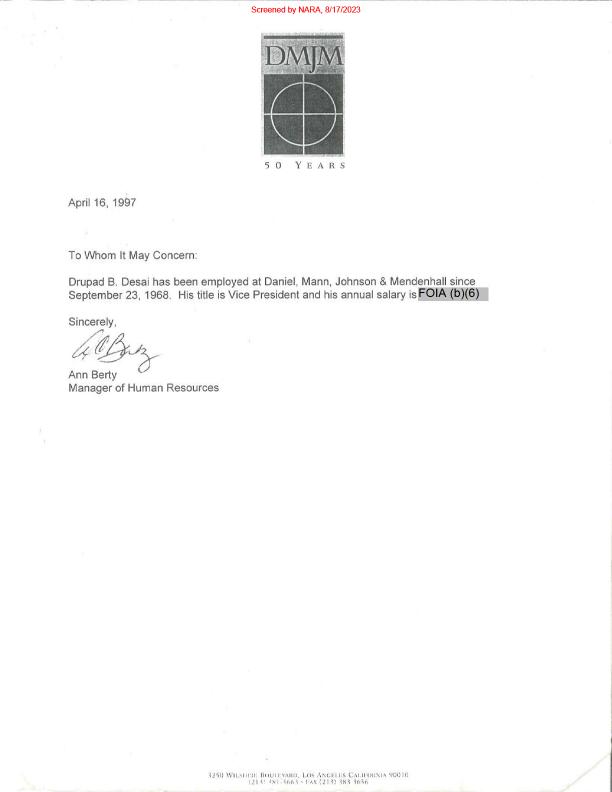 Screened by NARA, 8/17/2023
DMJM
50 YEARS
April 16, 1997
To Whom It May Concern:
Drupad B. Desai has been employed at Daniel, Mann, Johnson & Mendenhall since
September 23, 1968. His title is Vice President and his annual salary is FOIA (b)(6)
Sincerely,
Ann Berty
Manager of Human Resources
3250 WILSHIRE BOULEVARD, LOS ANGELES CALIFORNIA 90010
(213) 381-3663 • FAX (213) 383-3656